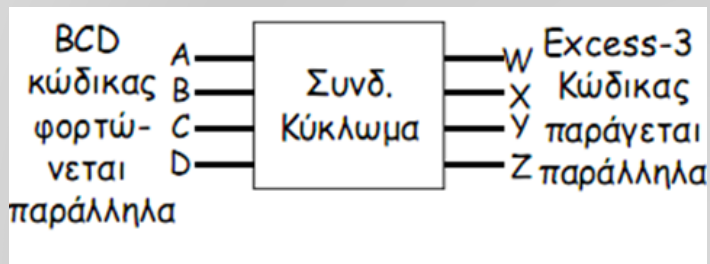 BCD
κώδικας
φορτώ-
νεται
παράλληλα
A
B
C
D
Συνδ.
Κύκλωμα
W
X
Y
Z
Excess-3
Κώδικας
παράγεται
παράλληλα